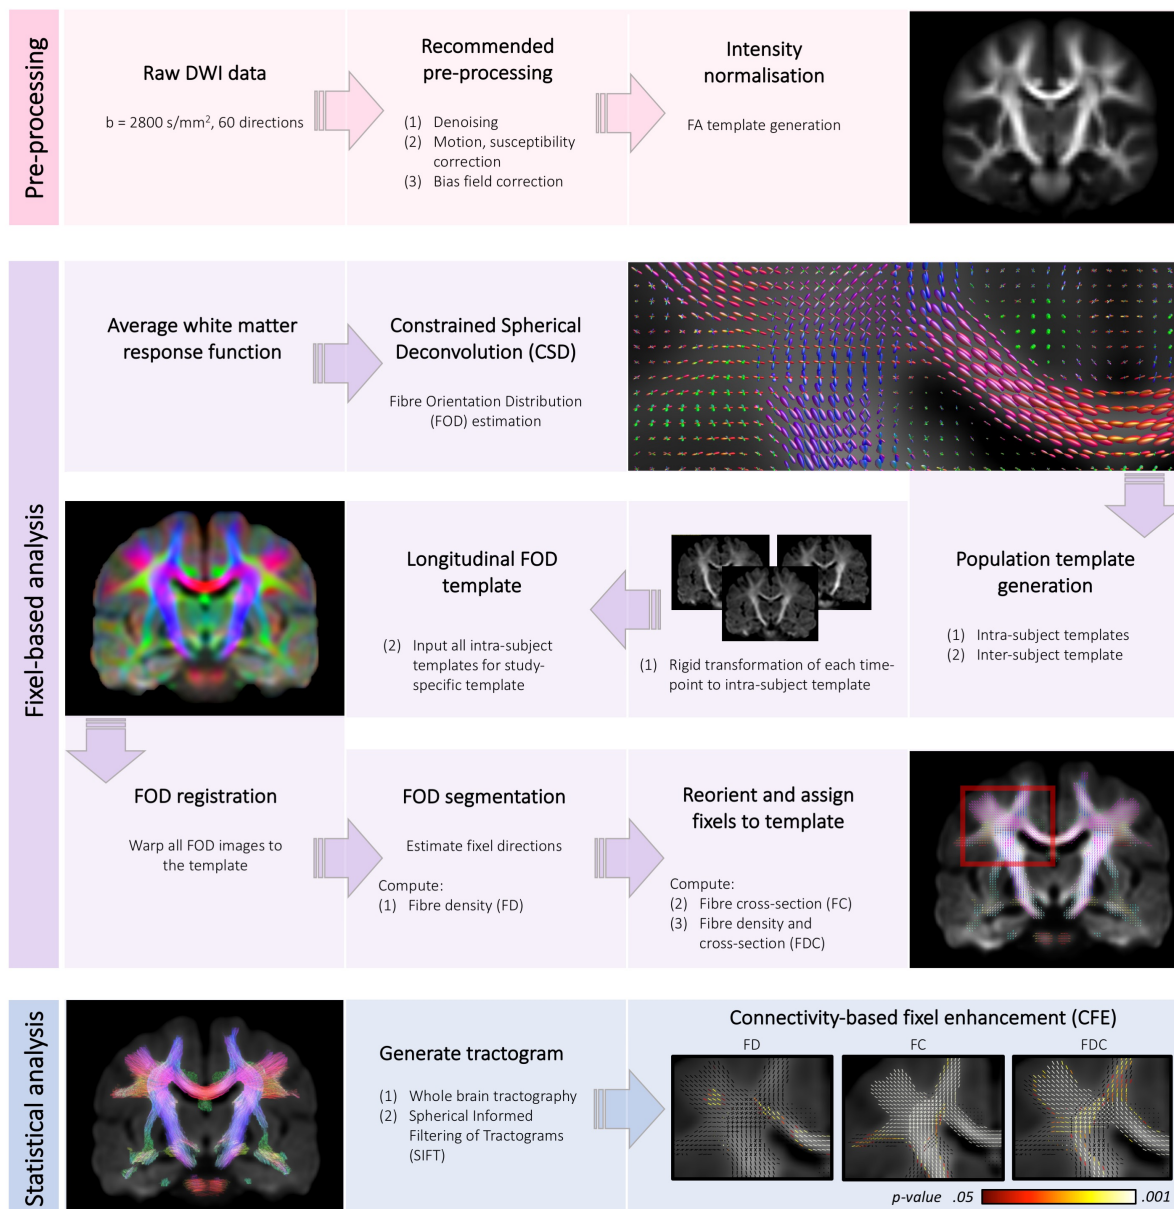 Pre-processing
Raw DWI data
b = 2800 s/mm², 60 directions
Recommended
pre-processing
(1) Denoising
(2) Motion, susceptibility
correction
(3) Bias field correction
Intensity
normalisation
FA template generation
Fixel-based analysis
Average white matter
response function
Constrained Spherical
Deconvolution (CSD)
Fibre Orientation Distribution
(FOD) estimation
Longitudinal FOD
template
(2) Input all intra-subject
templates for study-
specific template
(1) Rigid transformation of each time-
point to intra-subject template
Population template
generation
(1) Intra-subject templates
(2) Inter-subject template
FOD registration
Warp all FOD images to
the template
FOD segmentation
Estimate fixel directions
Compute:
(1) Fibre density (FD)
Reorient and assign
fixels to template
Compute:
(2) Fibre cross-section (FC)
(3) Fibre density and
cross-section (FDC)
Statistical analysis
Generate tractogram
(1) Whole brain tractography
(2) Spherical Informed
Filtering of Tractograms
(SIFT)
Connectivity-based fixel enhancement (CFE)
FD
FC
FDC
p-value .05 .001